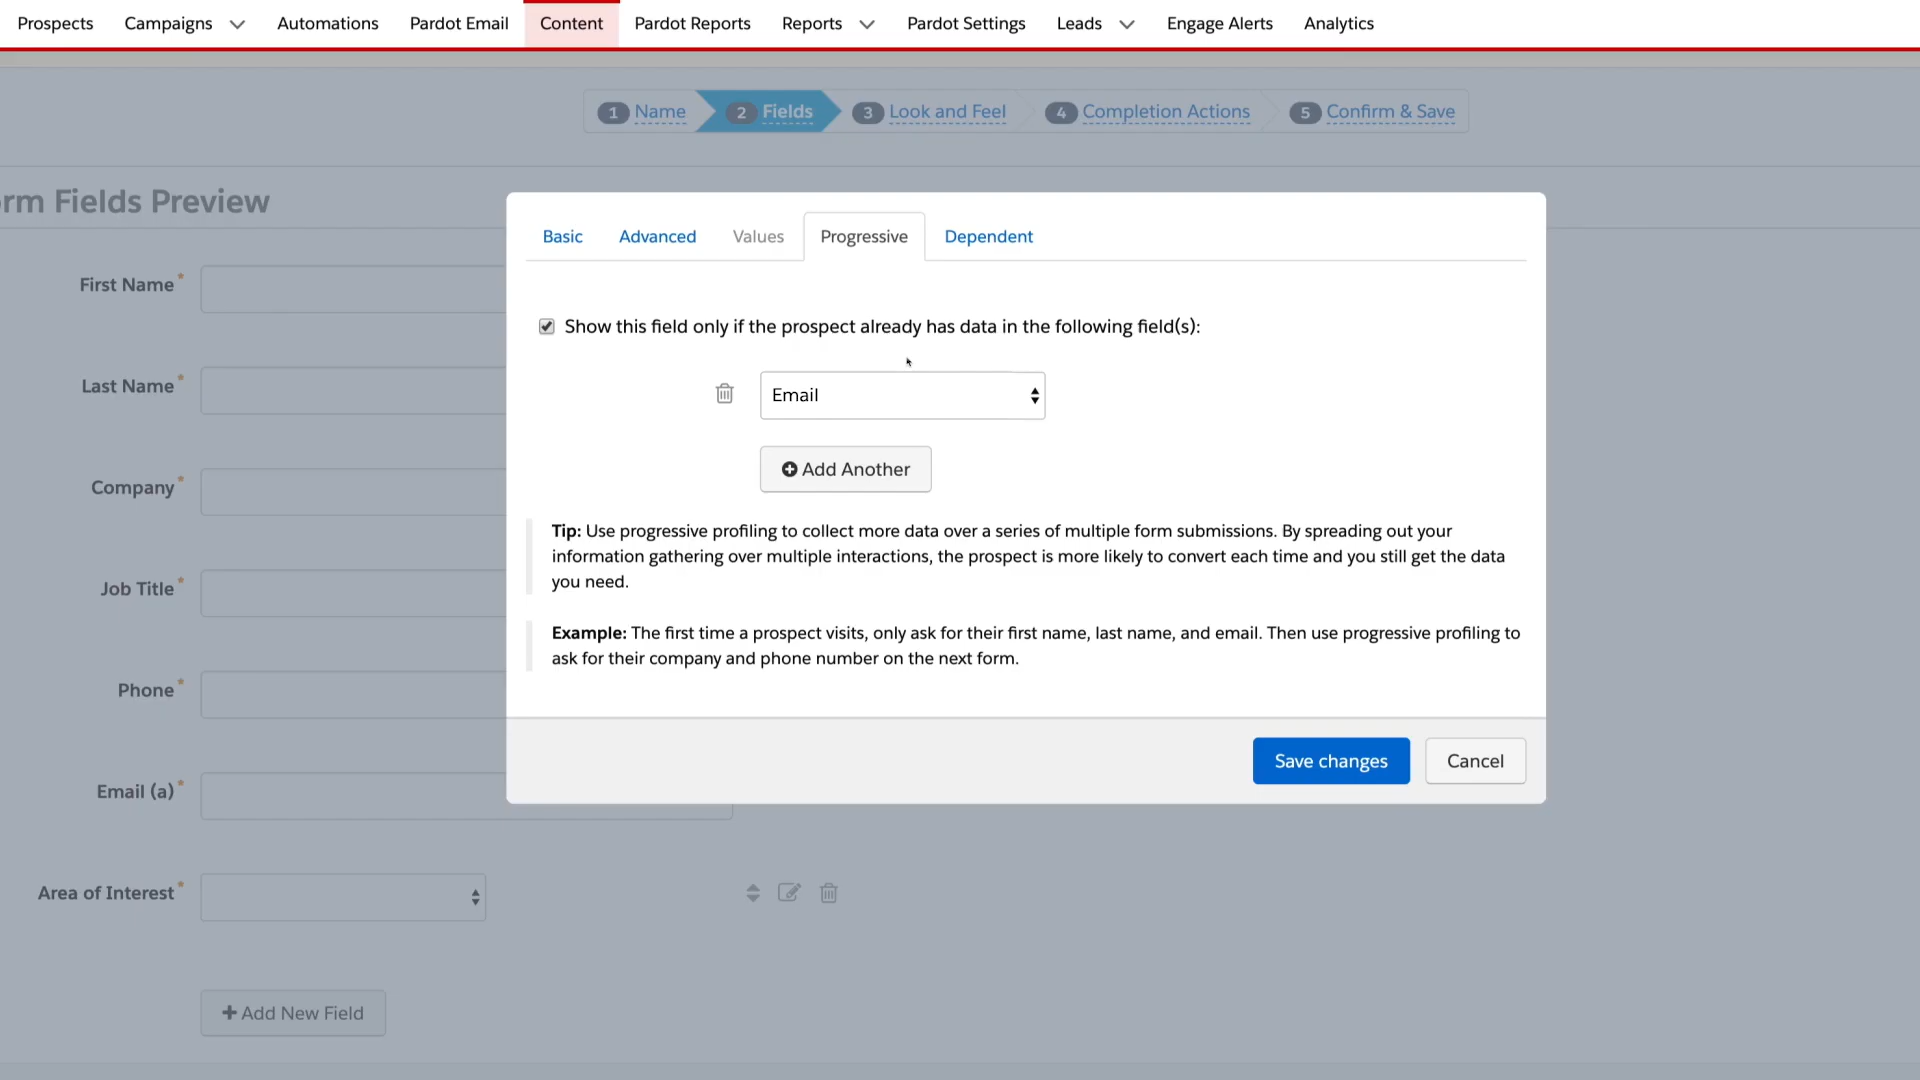 Prospects Campaigns Automations Pardot Email Content Pardot Reports Reports Pardot Settings Leads Engage Alerts Analytics
1 Name 2 Fields 3 Look and Feel 4 Completion Actions 5 Confirm & Save
rm Fields Preview
Basic Advanced Values Progressive Dependent
First Name*
Show this field only if the prospect already has data in the following field(s):
Last Name*
Email
Add Another
Company*
Tip: Use progressive profiling to collect more data over a series of multiple form submissions. By spreading out your
information gathering over multiple interactions, the prospect is more likely to convert each time and you still get the data
you need.
Job Title*
Example: The first time a prospect visits, only ask for their first name, last name, and email. Then use progressive profiling to
ask for their company and phone number on the next form.
Phone*
Save changes Cancel
Email (a)*
Area of Interest*
+ Add New Field